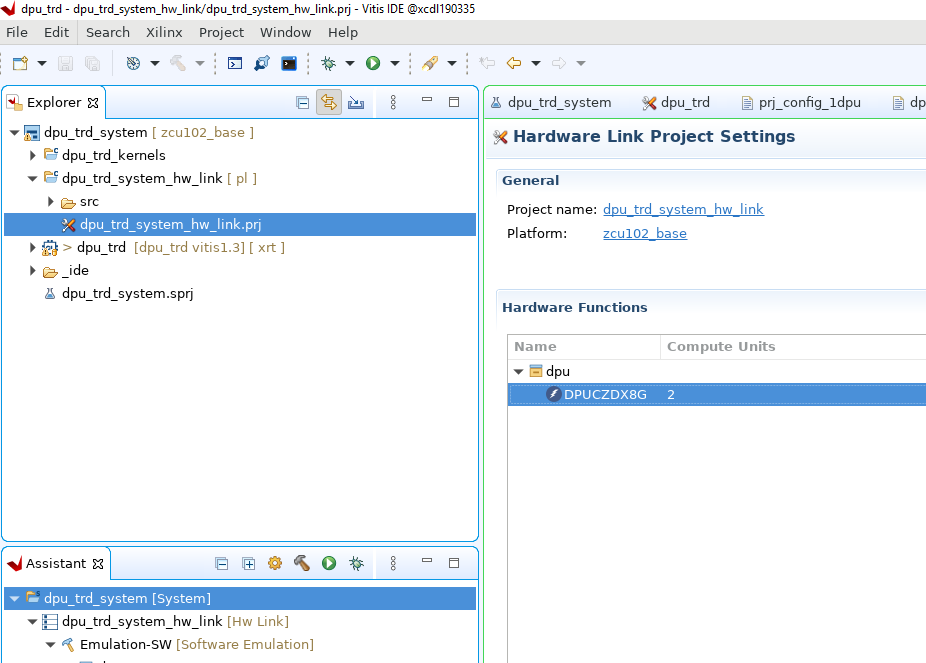 dpu_trd - dpu_trd_system_hw_link/dpu_trd_system_hw_link.prj - Vitis IDE @xcdl190335
File Edit Search Xilinx Project Window Help
Explorer
dpu_trd_system [ zcu102_base ]
dpu_trd_kernels
dpu_trd_system_hw_link [ pl ]
src
dpu_trd_system_hw_link.prj
> dpu_trd [dpu_trd vitis1.3] [ xrt ]
_ide
dpu_trd_system.sprj
dpu_trd_system dpu_trd prj_config_1dpu dp
Hardware Link Project Settings
General
Project name: dpu_trd_system_hw_link
Platform: zcu102_base
Hardware Functions
Name Compute Units
dpu
DPUCZDX8G 2
Assistant
dpu_trd_system [System]
dpu_trd_system_hw_link [Hw Link]
Emulation-SW [Software Emulation]